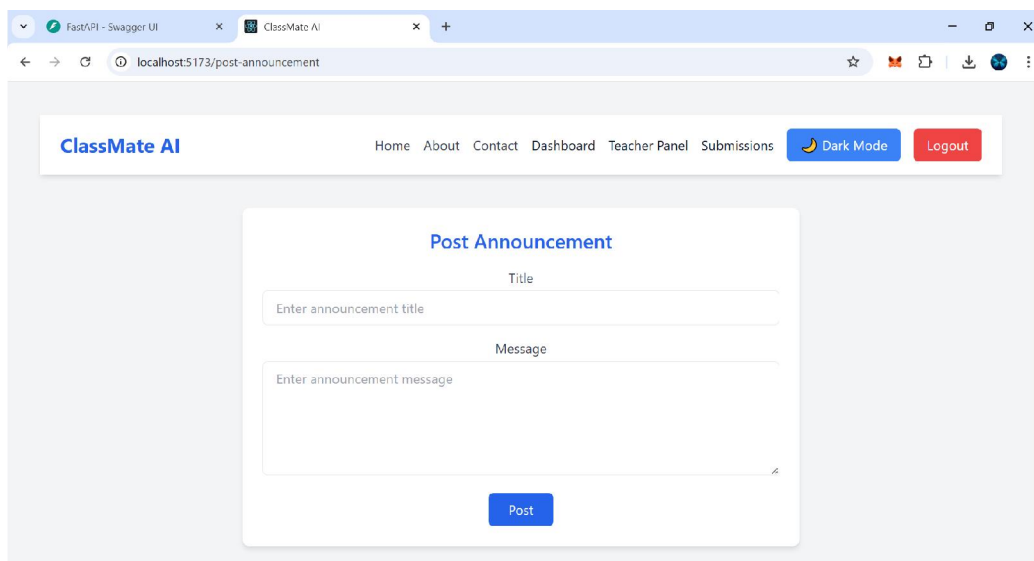 FastAPI - Swagger UI
ClassMate AI
localhost:5173/post-announcement
ClassMate AI
Home About Contact Dashboard Teacher Panel Submissions 🌙 Dark Mode Logout
Post Announcement
Title
Enter announcement title
Message
Enter announcement message
Post